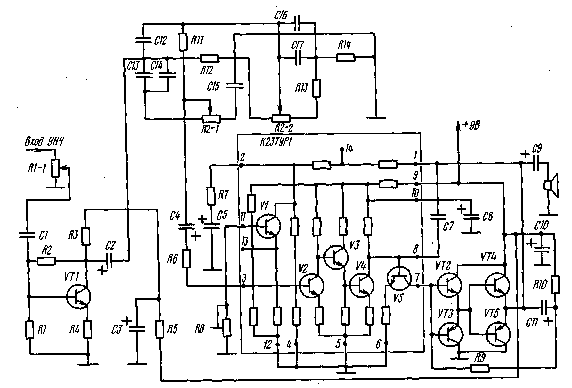 C16
C12
R11
C17
R14
C13
C14
R12
C15
R13
R2-1
R2-2
К237УР1
+9В
Вход УНЧ
R1-1
2
14
1
C9
9
10
R7
11
V1
C4
C5
C7
C6
C1
R3
13
8
C10
R2
C2
R6
V3
VT2
VT4
3
V2
V4
V5
7
R10
VT1
C11
R1
R4
C3
R5
R8
VT3
VT5
12
4
5
6
R9